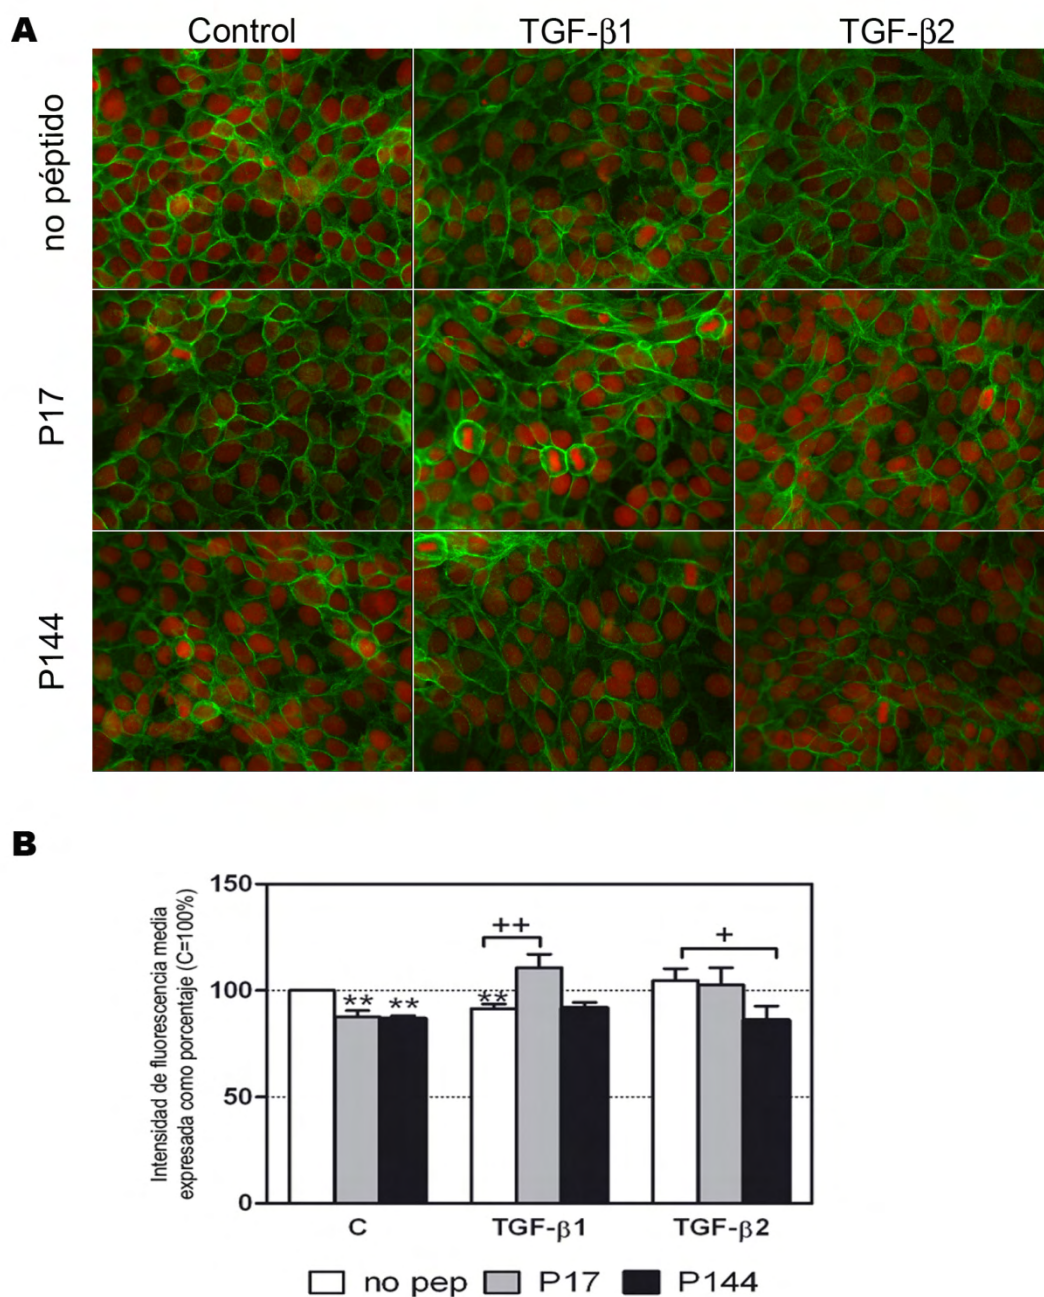 A
Control TGF-β1 TGF-β2
no péptido
P17
P144
B
Intensidad de fluorescencia media
expresada como porcentaje (C=100%)
150
100
50
0
** ** ** ++ +
C TGF-β1 TGF-β2
no pep P17 P144